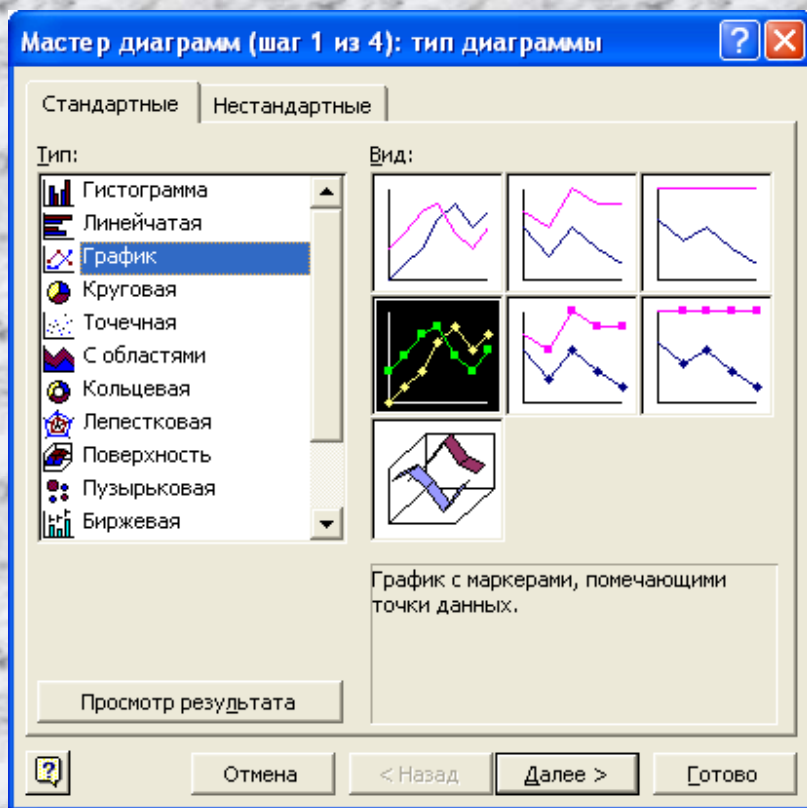 Мастер диаграмм (шаг 1 из 4): тип диаграммы
Стандартные
Нестандартные
Тип:
Гистограмма
Линейчатая
График
Круговая
Точечная
С областями
Кольцевая
Лепестковая
Поверхность
Пузырьковая
Биржевая
Вид:
График с маркерами, помечающими
точки данных.
Просмотр результата
Отмена
< Назад
Далее >
Готово